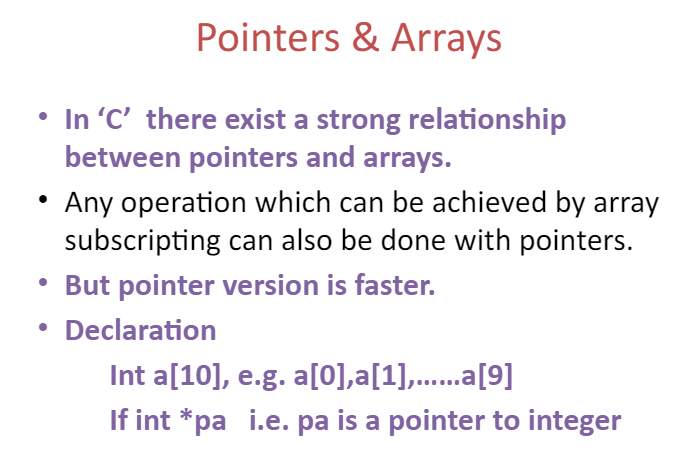 Pointers & Arrays
• In ‘C’  there exist a strong relationship
between pointers and arrays.
• Any operation which can be achieved by array
subscripting can also be done with pointers.
• But pointer version is faster.
• Declaration
Int a[10], e.g. a[0],a[1],……a[9]
If int *pa   i.e. pa is a pointer to integer